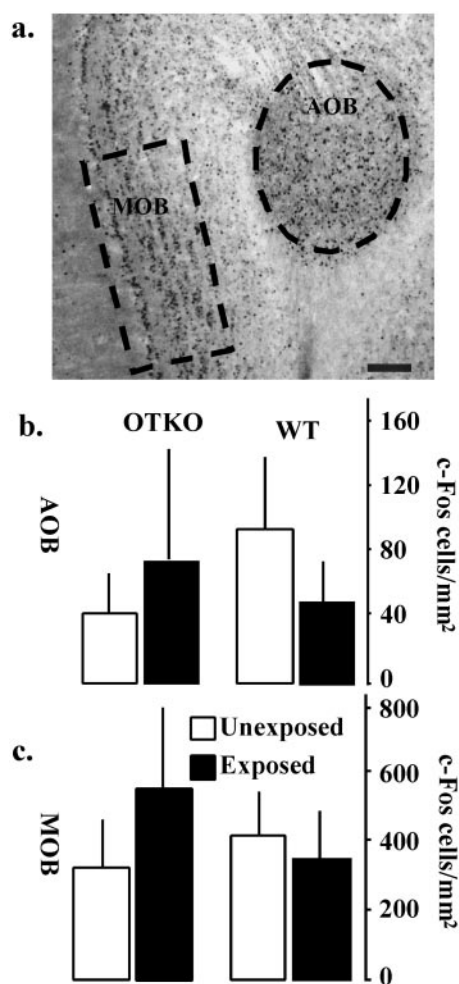 a.
AOB
MOB
b.
OTKO
WT
160
120
80
40
0
c-Fos cells/mm²
AOB
c.
Unexposed
Exposed
800
600
400
200
0
c-Fos cells/mm²
MOB